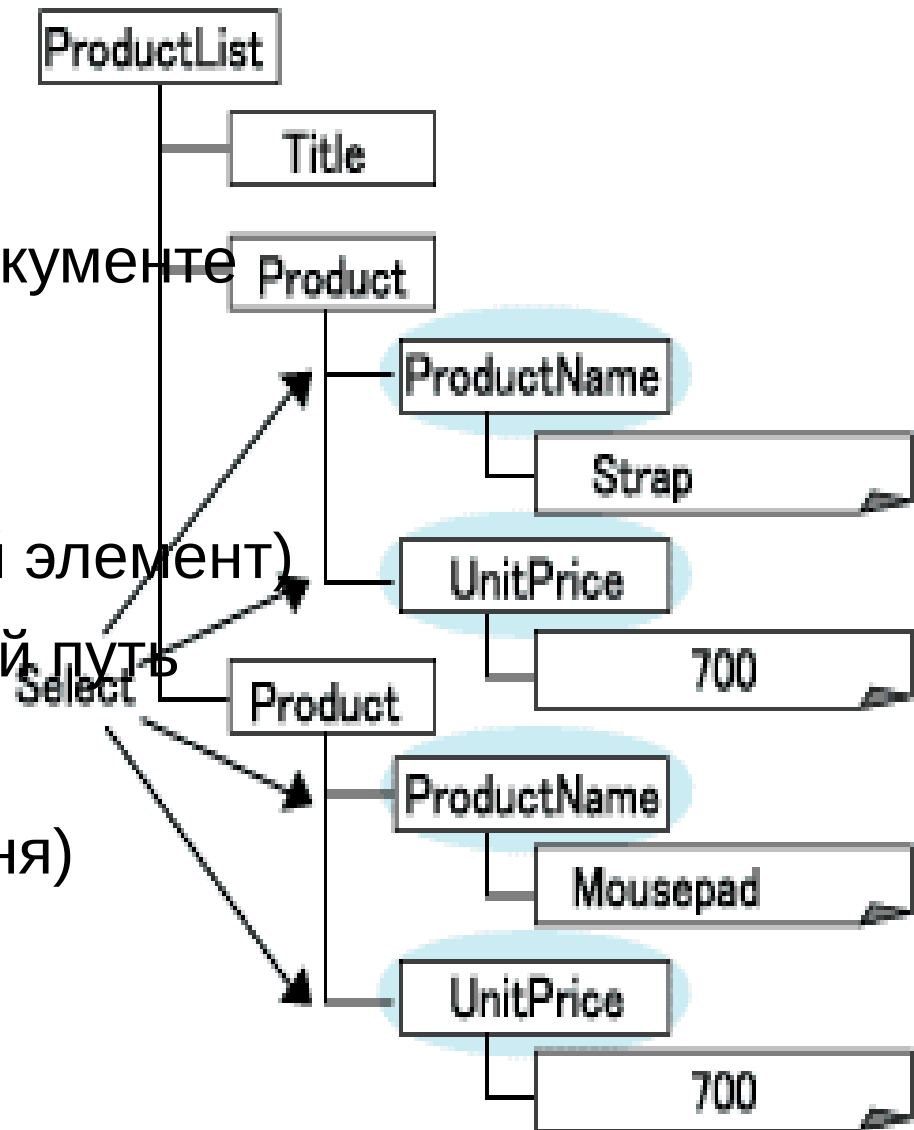 ProductList
Title
кументе
Product
ProductName
Strap
элемент)
UnitPrice
й путь
Select
700
Product
ProductName
ня)
Mousepad
UnitPrice
700